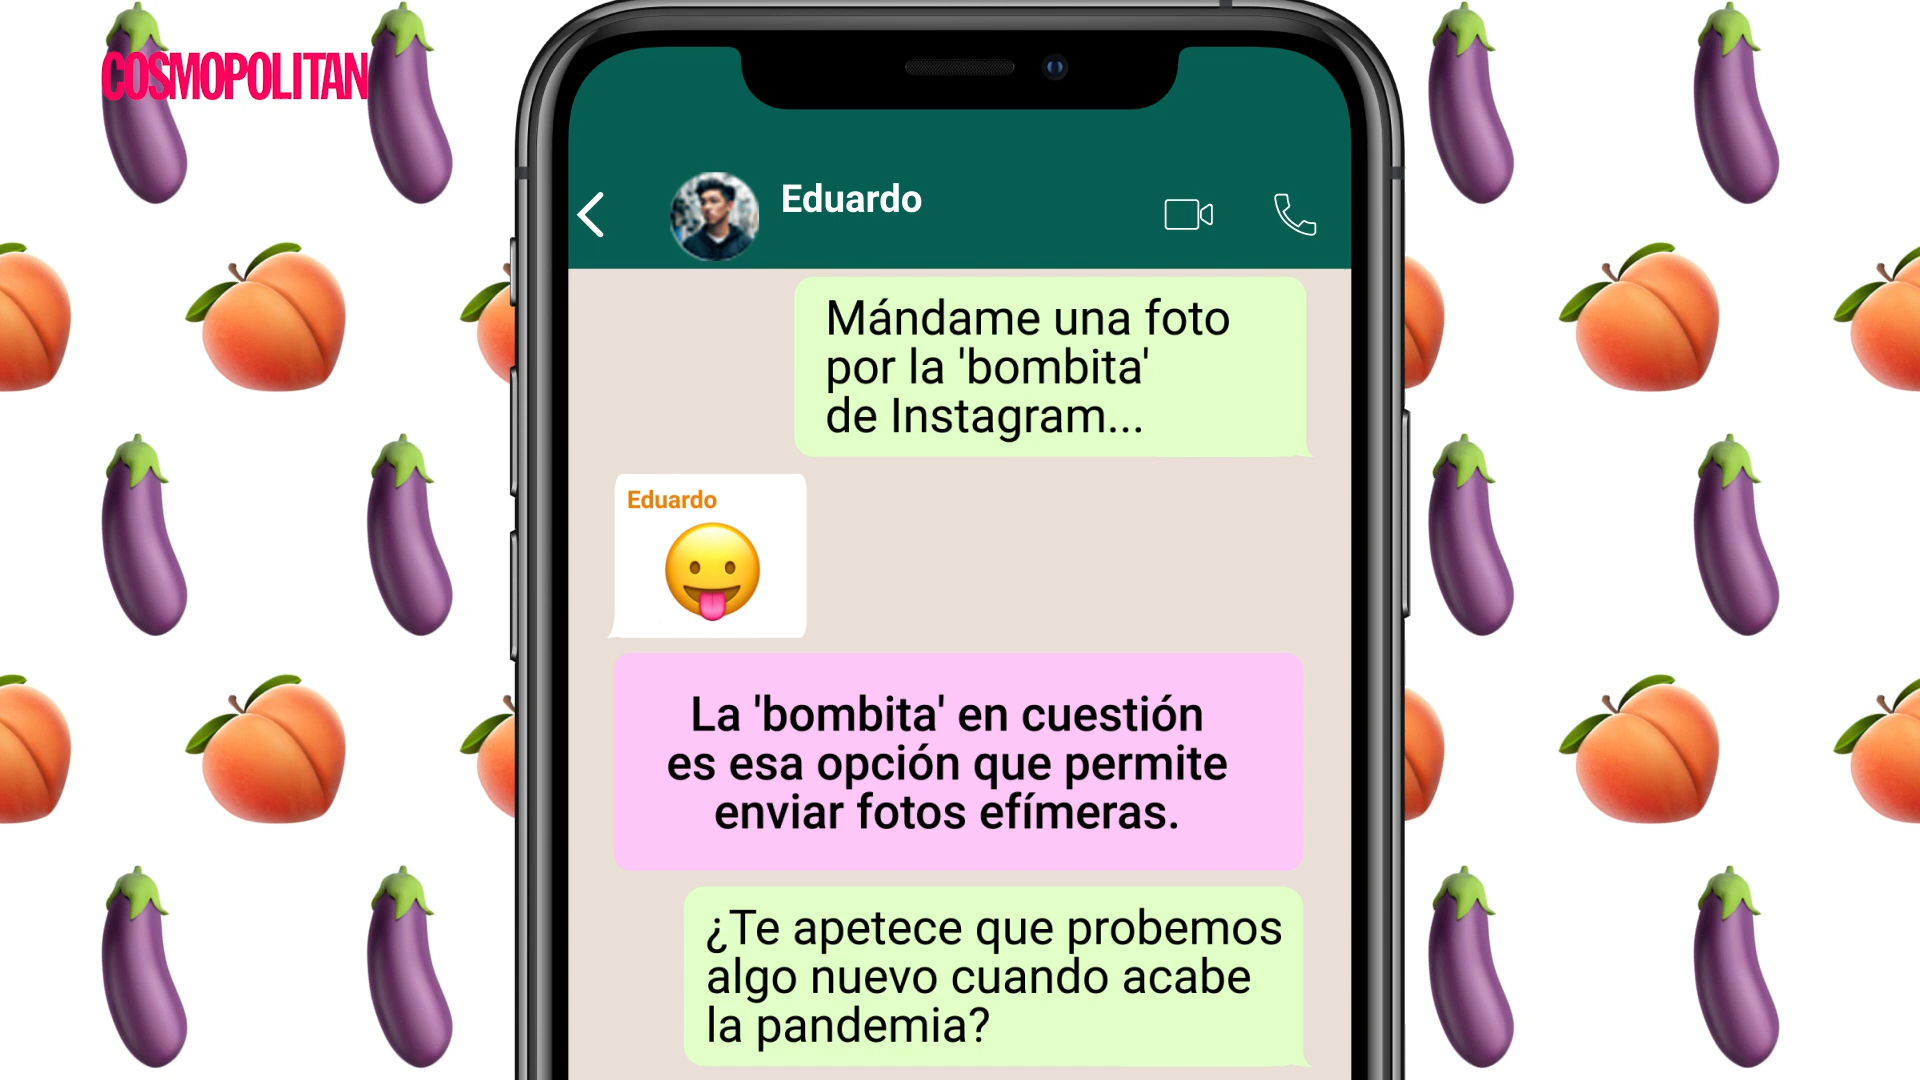 COSMOPOLITAN
Eduardo
Mándame una foto
por la 'bombita'
de Instagram...
Eduardo
La 'bombita' en cuestión
es esa opción que permite
enviar fotos efímeras.
¿Te apetece que probemos
algo nuevo cuando acabe
la pandemia?